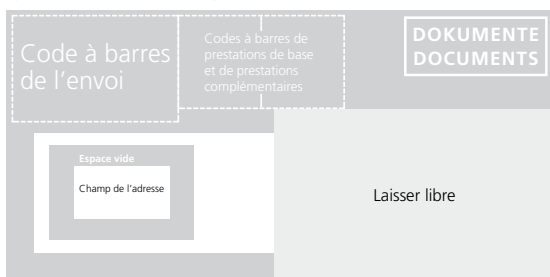 Code à barres
de l’envoi
Codes à barres de
prestations de base
et de prestations
complémentaires
DOKUMENTE
DOCUMENTS
Espace vide
Champ de l’adresse
Laisser libre